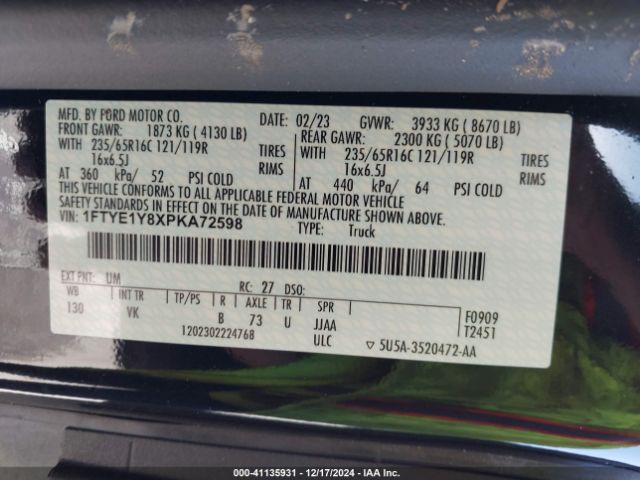 MFD. BY FORD MOTOR CO. DATE: 02/23 GVWR: 3933 KG ( 8670 LB)
FRONT GAWR: 1873 KG ( 4130 LB) REAR GAWR: 2300 KG ( 5070 LB)
WITH 235/65R16C 121/119R TIRES WITH 235/65R16C 121/119R TIRES
16x6.5J RIMS 16x6.5J RIMS
AT 360 kPa/ 52 PSI COLD AT 440 kPa/ 64 PSI COLD
THIS VEHICLE CONFORMS TO ALL APPLICABLE FEDERAL MOTOR VEHICLE
SAFETY STANDARDS IN EFFECT ON THE DATE OF MANUFACTURE SHOWN ABOVE.
VIN: 1FTYE1Y8XPKA72598 TYPE: Truck
EXT PNT: UM RC: 27 DSO:
WB INT TR TP/PS R AXLE TR SPR F0909
130 VK B 73 U JJAA T2451
1202302224768 ULC ▽ 5U5A-3520472-AA
000-41135931 - 12/17/2024 - IAA Inc.